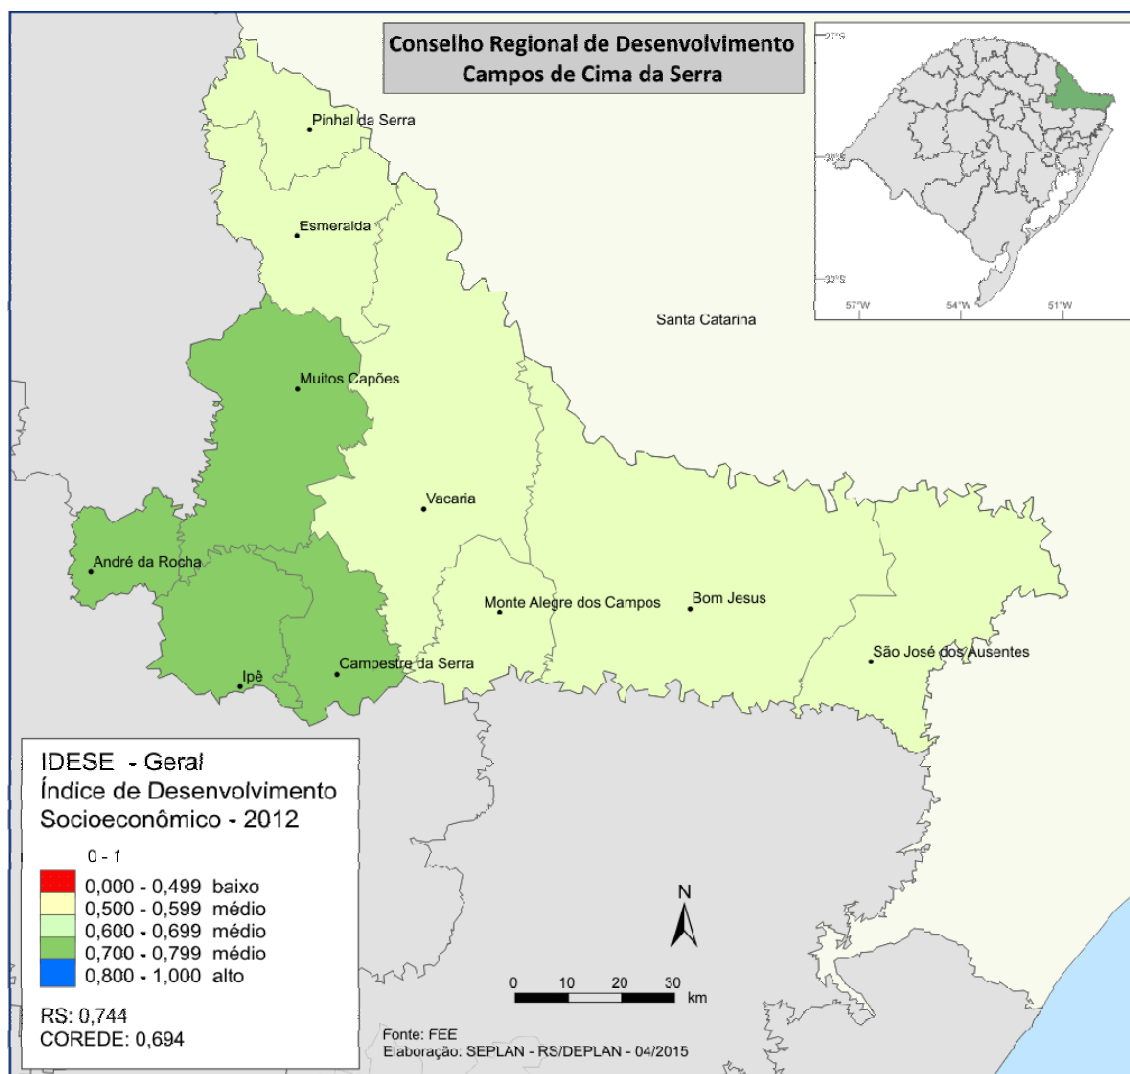 Conselho Regional de Desenvolvimento
Campos de Cima da Serra
57°W
54°W
51°W
Pinhal da Serra
Esmeralda
Santa Catarina
Muitos Capões
Vacaria
André da Rocha
Monte Alegre dos Campos
Bom Jesus
São José dos Ausentes
Campestre da Serra
Ipê
IDESE - Geral
Índice de Desenvolvimento
Socioeconômico - 2012
0 - 1
0,000 - 0,499 baixo
0,500 - 0,599 médio
0,600 - 0,699 médio
0,700 - 0,799 médio
0,800 - 1,000 alto
RS: 0,744
COREDE: 0,694
N
0 10 20 30
km
Fonte: FEE
Elaboração: SEPLAN - RS/DEPLAN - 04/2015